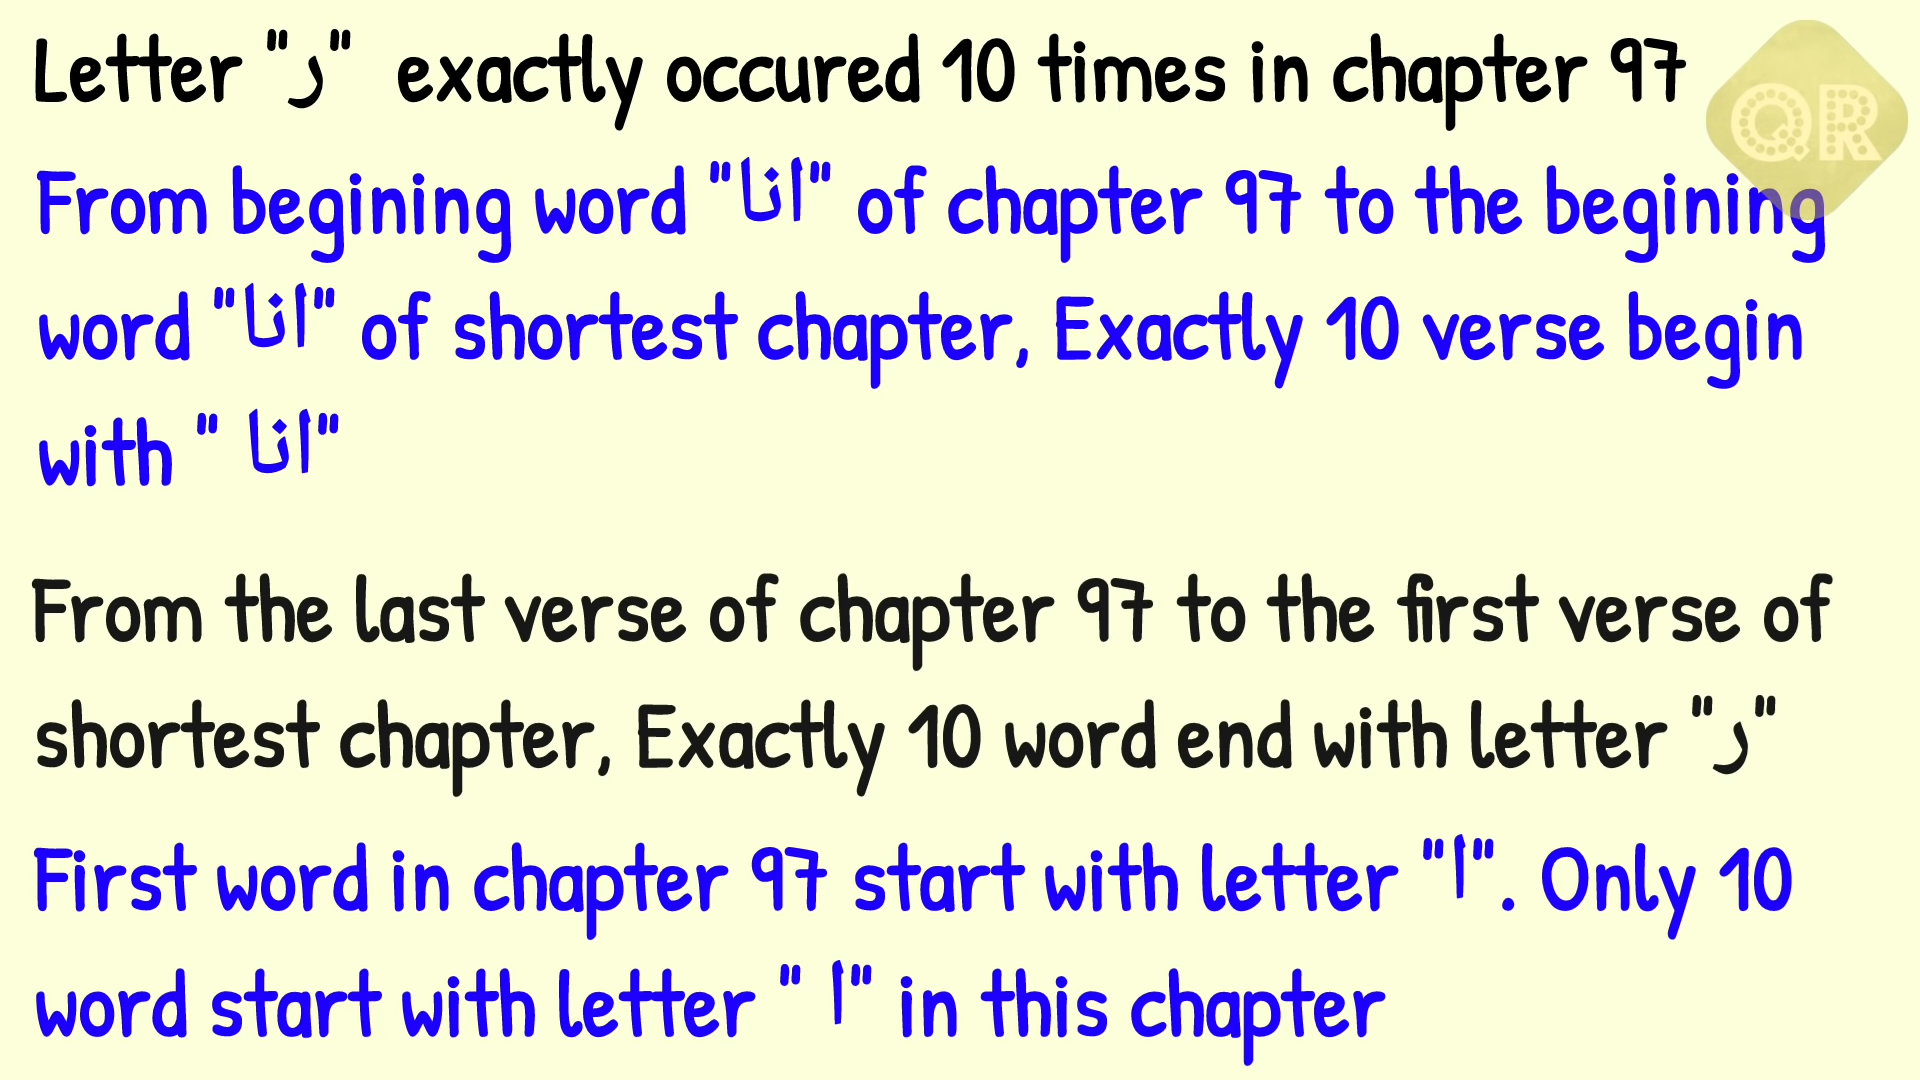 Letter "ر" exactly occured 10 times in chapter 97
QR
From begining word "انا" of chapter 97 to the begining
word "انا" of shortest chapter, Exactly 10 verse begin
with " انا"
From the last verse of chapter 97 to the first verse of
shortest chapter, Exactly 10 word end with letter "ر"
First word in chapter 97 start with letter "ا". Only 10
word start with letter " ا" in this chapter